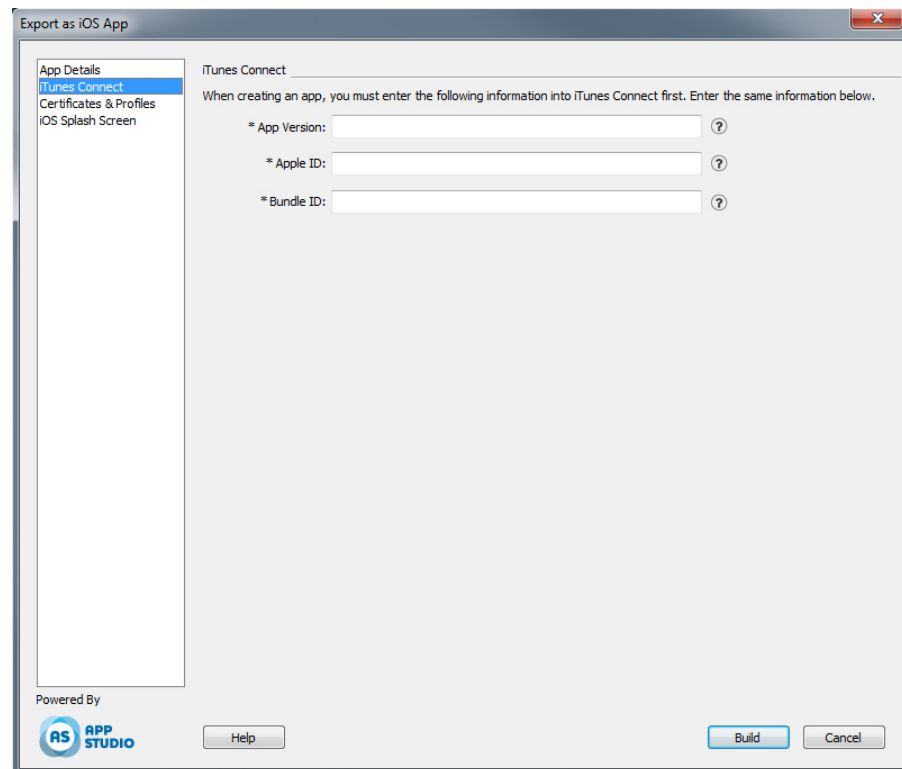 Export as iOS App
App Details
iTunes Connect
Certificates & Profiles
iOS Splash Screen
iTunes Connect
When creating an app, you must enter the following information into iTunes Connect first. Enter the same information below.
* App Version:
?
* Apple ID:
?
* Bundle ID:
?
Powered By
AS APP
STUDIO
Help
Build
Cancel